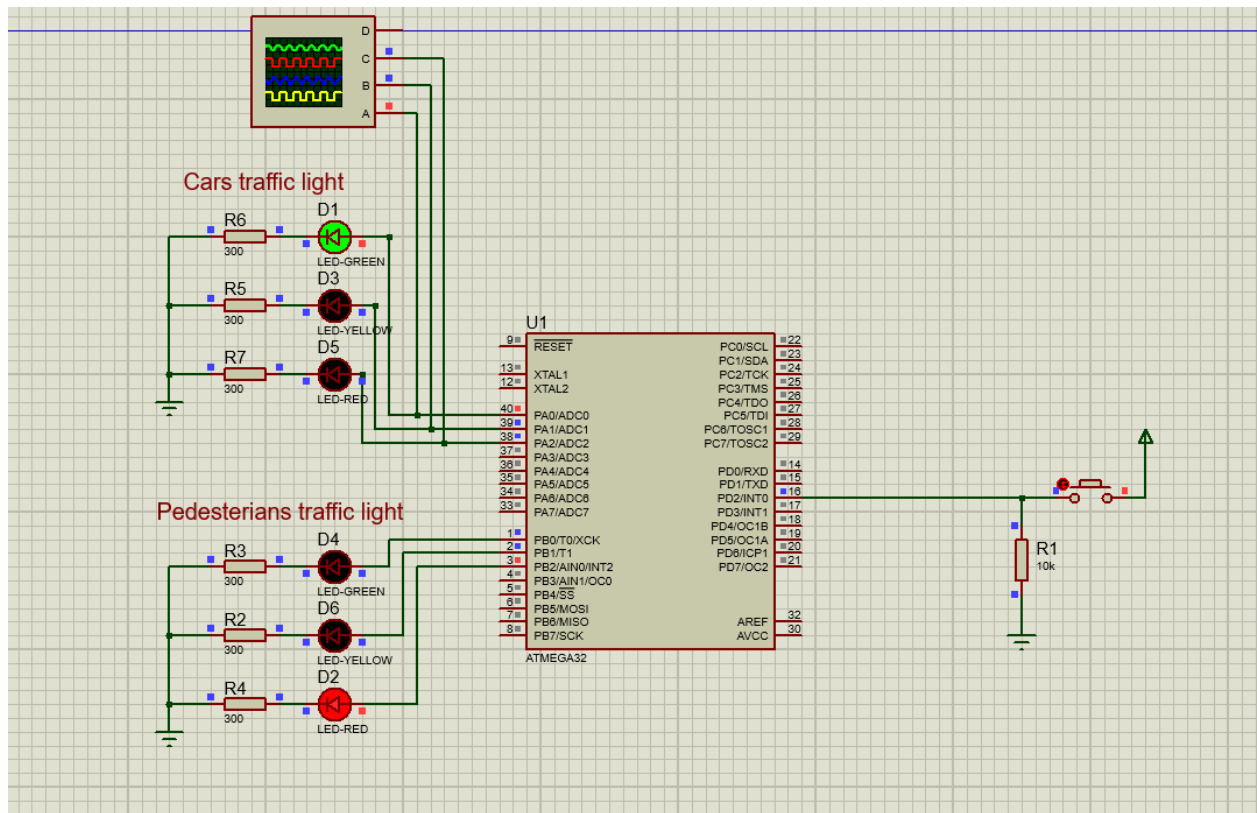 D
C
B
A
Cars traffic light
R6
300
D1
LED-GREEN
R5
300
D3
LED-YELLOW
R7
300
D5
LED-RED
Pedesterians traffic light
R3
300
D4
LED-GREEN
R2
300
D6
LED-YELLOW
R4
300
D2
LED-RED
U1
9 RESET
13 XTAL1
12 XTAL2
40 PA0/ADC0
39 PA1/ADC1
38 PA2/ADC2
37 PA3/ADC3
36 PA4/ADC4
35 PA5/ADC5
34 PA6/ADC6
33 PA7/ADC7
1 PB0/T0/XCK
2 PB1/T1
3 PB2/AIN0/INT2
4 PB3/AIN1/OC0
5 PB4/SS
6 PB5/MOSI
7 PB6/MISO
8 PB7/SCK
PC0/SCL 22
PC1/SDA 23
PC2/TCK 24
PC3/TMS 25
PC4/TDO 26
PC5/TDI 27
PC6/TOSC1 28
PC7/TOSC2 29
PD0/RXD 14
PD1/TXD 15
PD2/INT0 16
PD3/INT1 17
PD4/OC1B 18
PD5/OC1A 19
PD6/ICP1 20
PD7/OC2 21
AREF 32
AVCC 30
ATMEGA32
R1
10k